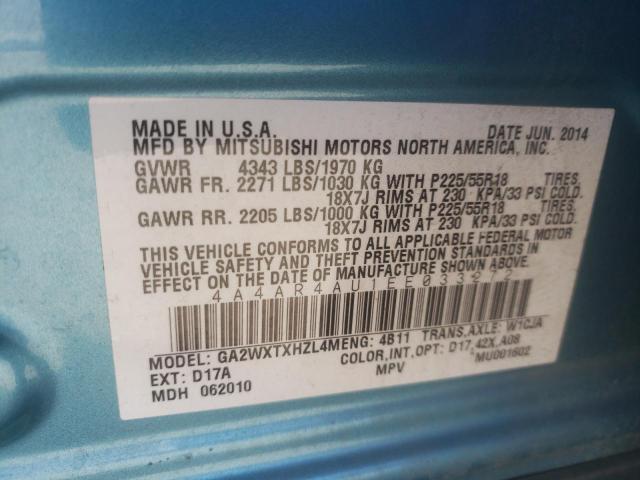 MADE IN U.S.A. DATE JUN. 2014
MFD BY MITSUBISHI MOTORS NORTH AMERICA, INC.
GVWR 4343 LBS/1970 KG
GAWR FR. 2271 LBS/1030 KG WITH P225/55R18 TIRES,
18X7J RIMS AT 230 KPA/33 PSI COLD.
GAWR RR. 2205 LBS/1000 KG WITH P225/55R18 TIRES,
18X7J RIMS AT 230 KPA/33 PSI COLD.
THIS VEHICLE CONFORMS TO ALL APPLICABLE FEDERAL MOTOR
VEHICLE SAFETY AND THEFT PREVENTION STANDARDS IN
EFFECT ON THE DATE OF MANUFACTURE SHOWN ABOVE.
MODEL: GA2WXTXHZL4M ENG: 4B11 TRANS,AXLE: W1CJA
EXT: D17A COLOR,INT,OPT: D17,42X,A08
MDH 062010 MPV MU001602